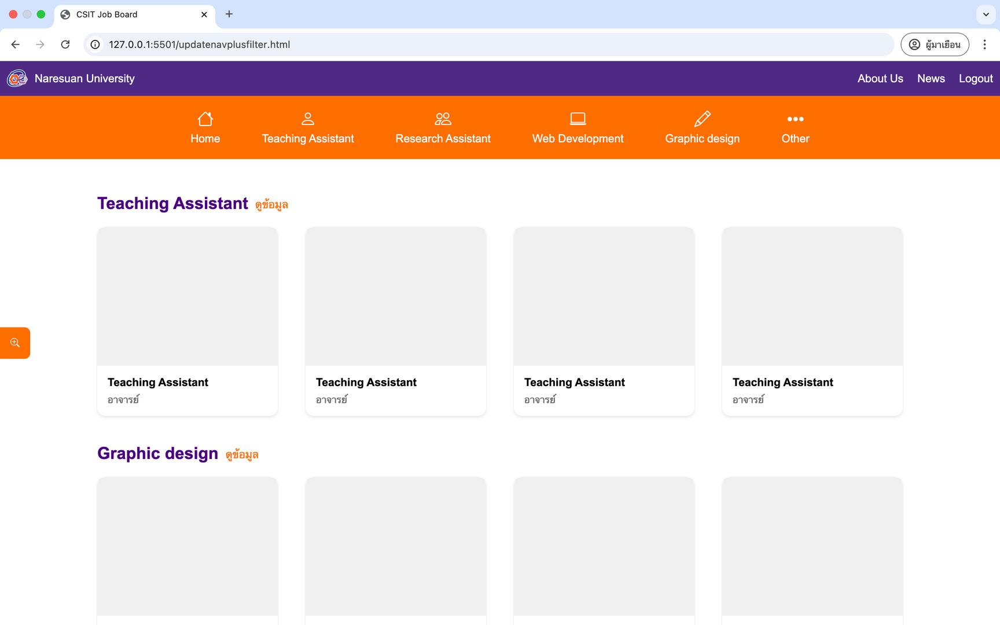 CSIT Job Board
127.0.0.1:5501/updatenavplusfilter.html
ผู้มาเยือน
Naresuan University
About Us News Logout
Home Teaching Assistant Research Assistant Web Development Graphic design Other
Teaching Assistant ดูข้อมูล
Teaching Assistant Teaching Assistant Teaching Assistant Teaching Assistant
อาจารย์ อาจารย์ อาจารย์ อาจารย์
Graphic design ดูข้อมูล